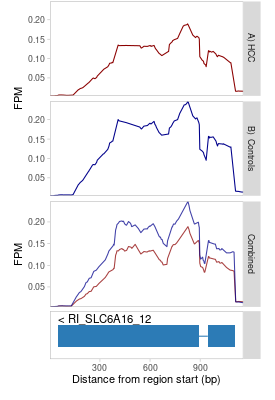 0.20
0.15
0.10
0.05
A) HCC
FPM
0.20
0.15
0.10
0.05
B) Controls
0.20
0.15
0.10
0.05
FPM
Combined
< RI_SLC6A16_12
300 600 900
Distance from region start (bp)